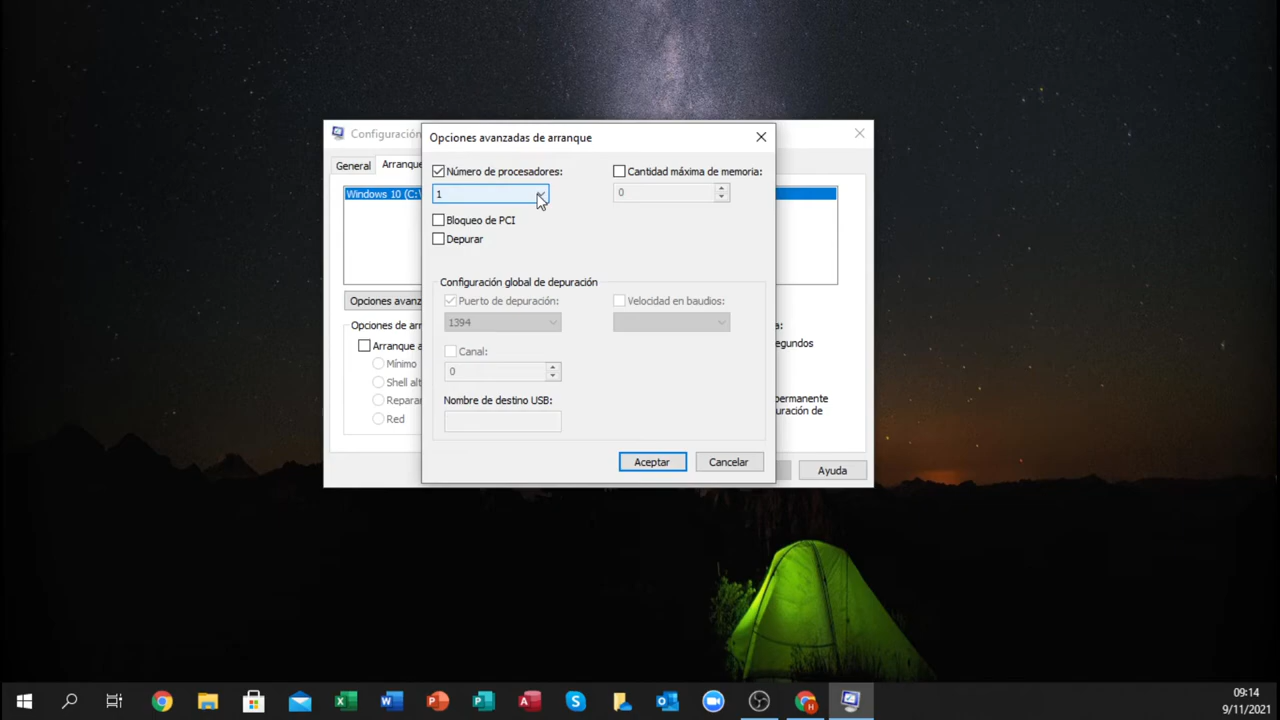 Configuración
Opciones avanzadas de arranque
General
Arranque
Número de procesadores:
Cantidad máxima de memoria:
Windows 10 (C:\
1
0
Bloqueo de PCI
Depurar
Configuración global de depuración
Opciones avanz
Puerto de depuración:
Velocidad en baudios:
Opciones de arr
1394
Arranque a
segundos
Mínimo
Canal:
Shell alt
0
Reparar
Nombre de destino USB:
permanente
uración de
Red
Aceptar
Cancelar
Ayuda
09:14
9/11/2021